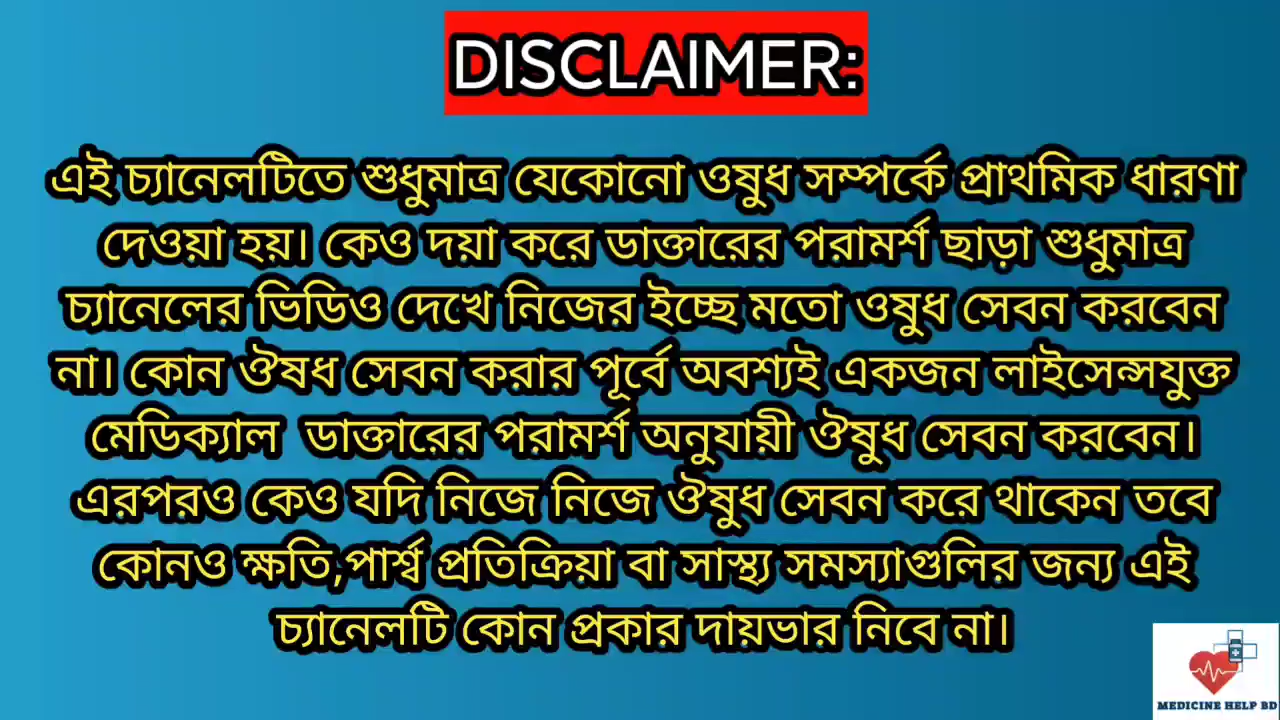 DISCLAIMER:
এই চ্যানেলটিতে শুধুমাত্র যেকোনো ওষুধ সম্পর্কে প্রাথমিক ধারণা
দেওয়া হয়। কেও দয়া করে ডাক্তারের পরামর্শ ছাড়া শুধুমাত্র
চ্যানেলের ভিডিও দেখে নিজের ইচ্ছে মতো ওষুধ সেবন করবেন
না। কোন ঔষধ সেবন করার পূর্বে অবশ্যই একজন লাইসেন্সযুক্ত
মেডিক্যাল ডাক্তারের পরামর্শ অনুযায়ী ঔষুধ সেবন করবেন।
এরপরও কেও যদি নিজে নিজে ঔষুধ সেবন করে থাকেন তবে
কোনও ক্ষতি,পার্শ্ব প্রতিক্রিয়া বা সাস্থ্য সমস্যাগুলির জন্য এই
চ্যানেলটি কোন প্রকার দায়ভার নিবে না।
MEDICINE HELP BD